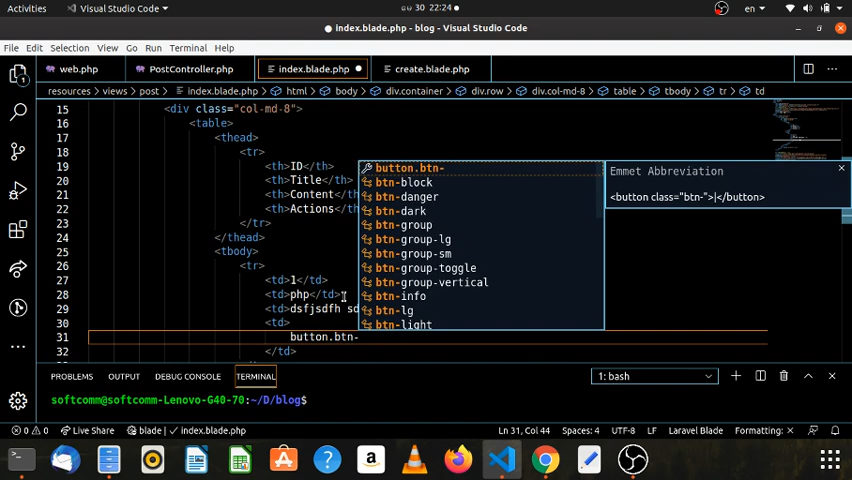 Activities Visual Studio Code 30 22:24 en
index.blade.php - blog - Visual Studio Code
File Edit Selection View Go Run Terminal Help
web.php PostController.php index.blade.php create.blade.php
resources > views > post > index.blade.php > html > body > div.container > div.row > div.col-md-8 > table > tbody > tr > td
15 <div class="col-md-8">
16 <table>
17 <thead>
18 <tr>
19 <th>ID</th>
20 <th>Title</th>
21 <th>Content</th>
22 <th>Actions</th
23 </tr>
24 </thead>
25 <tbody>
26 <tr>
27 <td>1</td>
28 <td>php</td>
29 <td>dsfjsdfh sd
30 <td>
31 button.btn-
32 </td>
button.btn-
btn-block
btn-danger
btn-dark
btn-group
btn-group-lg
btn-group-sm
btn-group-toggle
btn-group-vertical
btn-info
btn-lg
btn-light
Emmet Abbreviation
<button class="btn-">|</button>
PROBLEMS OUTPUT DEBUG CONSOLE TERMINAL 1: bash
softcomm@softcomm-Lenovo-G40-70:~/D/blog$
0 0 Live Share blade | index.blade.php Ln 31, Col 44 Spaces: 4 UTF-8 LF Laravel Blade Formatting: